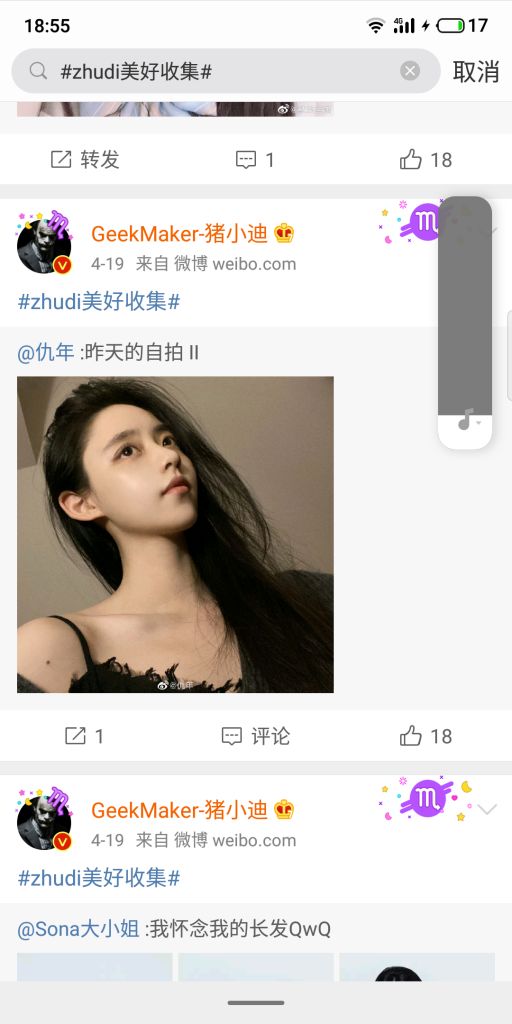 18:55
4G
17
#zhudi美好收集#
取消
转发
1
18
GeekMaker-猪小迪
4-19 来自 微博 weibo.com
#zhudi美好收集#
@仇年 :昨天的自拍 II
@仇年
1
评论
18
GeekMaker-猪小迪
4-19 来自 微博 weibo.com
#zhudi美好收集#
@Sona大小姐 :我怀念我的长发QwQ